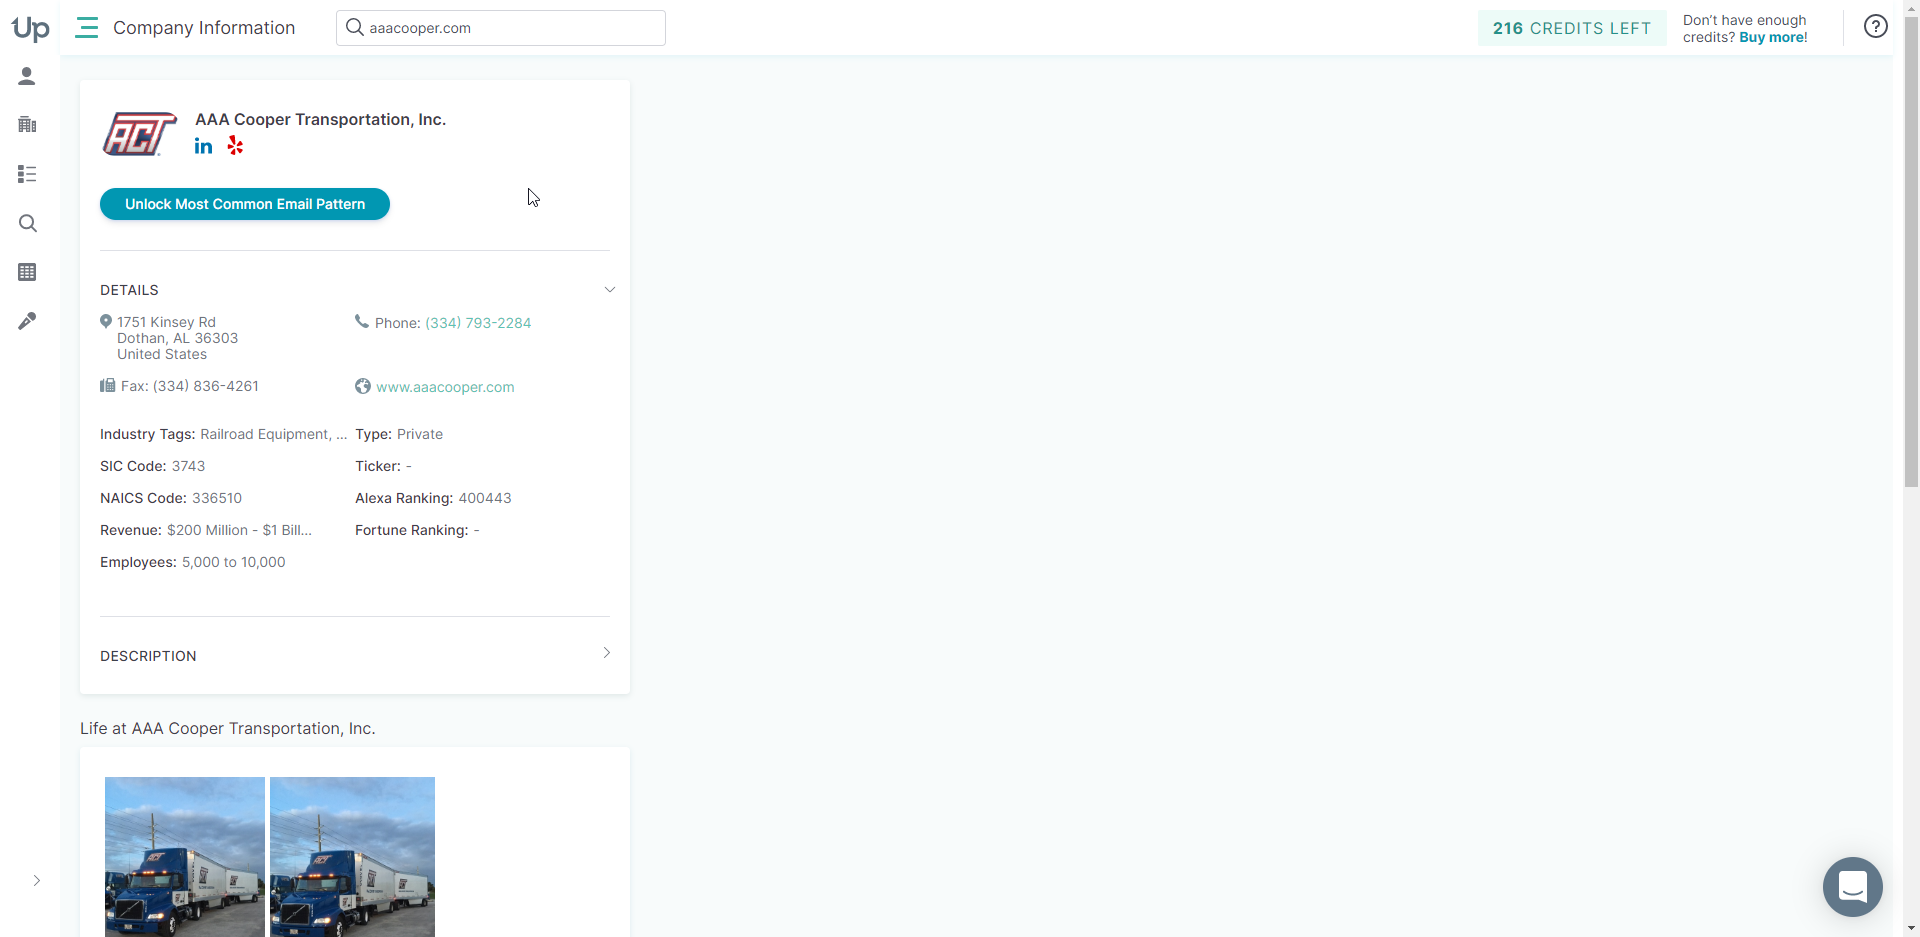 Up
Company Information
aaacooper.com
216 CREDITS LEFT
Don't have enough
credits? Buy more!
?
ACT
AAA Cooper Transportation, Inc.
in
Unlock Most Common Email Pattern
DETAILS
1751 Kinsey Rd
Dothan, AL 36303
United States
Phone: (334) 793-2284
Fax: (334) 836-4261
www.aaacooper.com
Industry Tags: Railroad Equipment, ...
Type: Private
SIC Code: 3743
Ticker: -
NAICS Code: 336510
Alexa Ranking: 400443
Revenue: $200 Million - $1 Bill...
Fortune Ranking: -
Employees: 5,000 to 10,000
DESCRIPTION
Life at AAA Cooper Transportation, Inc.
ACT
ACT